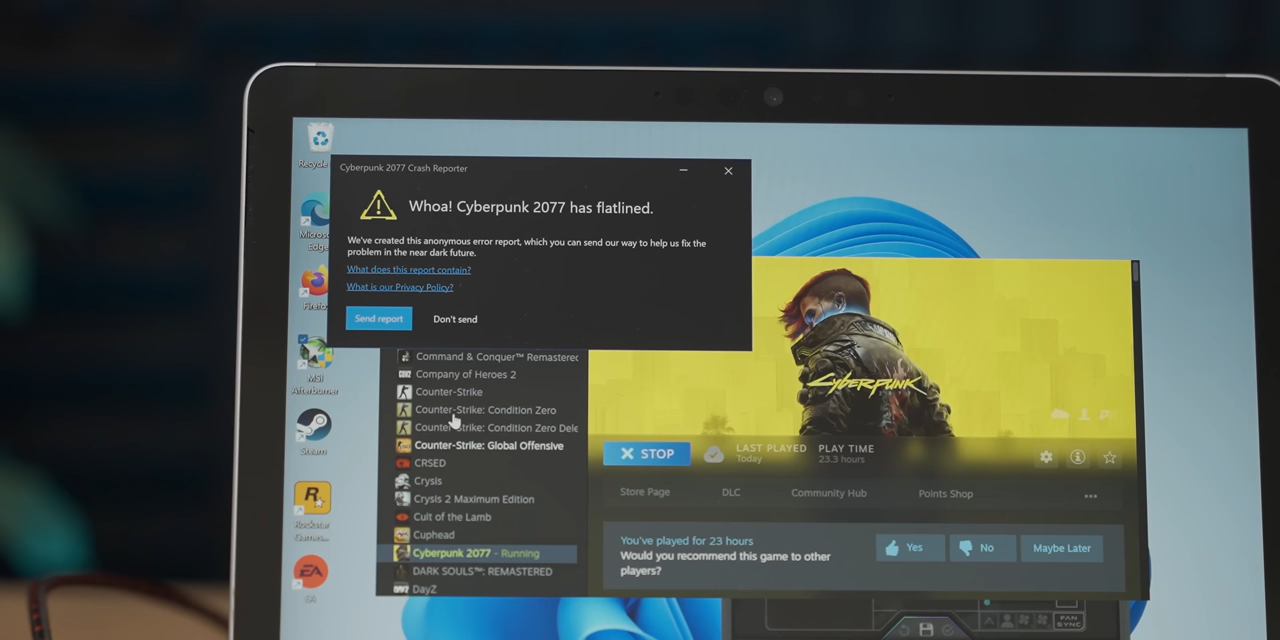 Recycle
Cyberpunk 2077 Crash Reporter
Whoa! Cyberpunk 2077 has flatlined.
We've created this anonymous error report, which you can send our way to help us fix the
problem in the near dark future.
What does this report contain?
What is our Privacy Policy?
Send report
Don't send
Edge
MSI
Afterburner
Steam
Rockstar
Games...
EA
EA
Command & Conquer™ Remastered
Company of Heroes 2
Counter-Strike
Counter-Strike: Condition Zero
Counter-Strike: Condition Zero Dele
Counter-Strike: Global Offensive
CRSED
Crysis
Crysis 2 Maximum Edition
Cult of the Lamb
Cuphead
Cyberpunk 2077 - Running
DARK SOULS™: REMASTERED
DayZ
CYBERPUNK
STOP
LAST PLAYED
Today
PLAY TIME
23.3 hours
Store Page
DLC
Community Hub
Points Shop
You've played for 23 hours
Would you recommend this game to other
players?
Yes
No
Maybe Later
FAN
SYNC